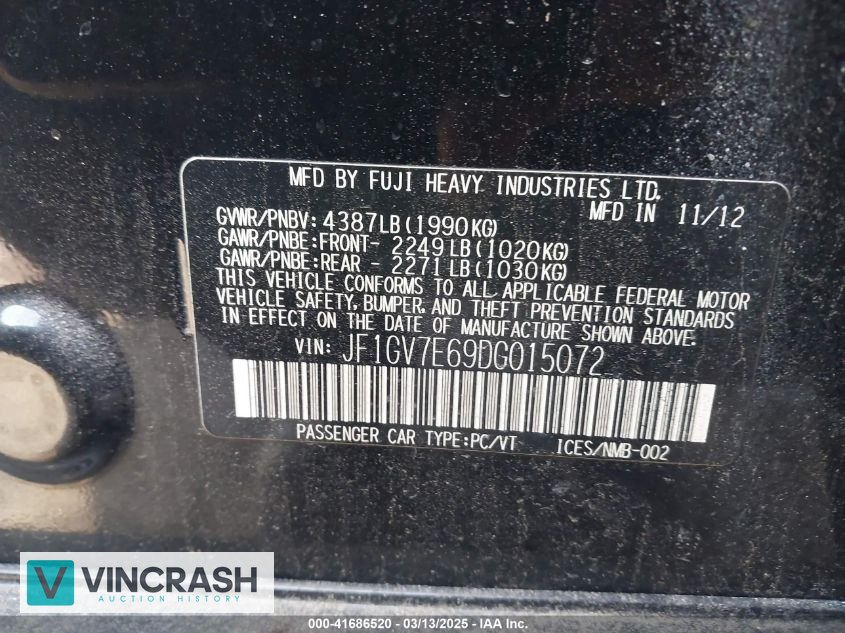 MFD BY FUJI HEAVY INDUSTRIES LTD.
MFD IN 11/12
GVWR/PNBV: 4387LB(1990KG)
GAWR/PNBE:FRONT- 2249LB(1020KG)
GAWR/PNBE:REAR - 2271LB(1030KG)
THIS VEHICLE CONFORMS TO ALL APPLICABLE FEDERAL MOTOR
VEHICLE SAFETY, BUMPER, AND THEFT PREVENTION STANDARDS
IN EFFECT ON THE DATE OF MANUFACTURE SHOWN ABOVE.
VIN: JF1GV7E69DG015072
PASSENGER CAR TYPE:PC/VT ICES/NMB-002
V VINCRASH
AUCTION HISTORY
000-41686520 - 03/13/2025 - IAA Inc.